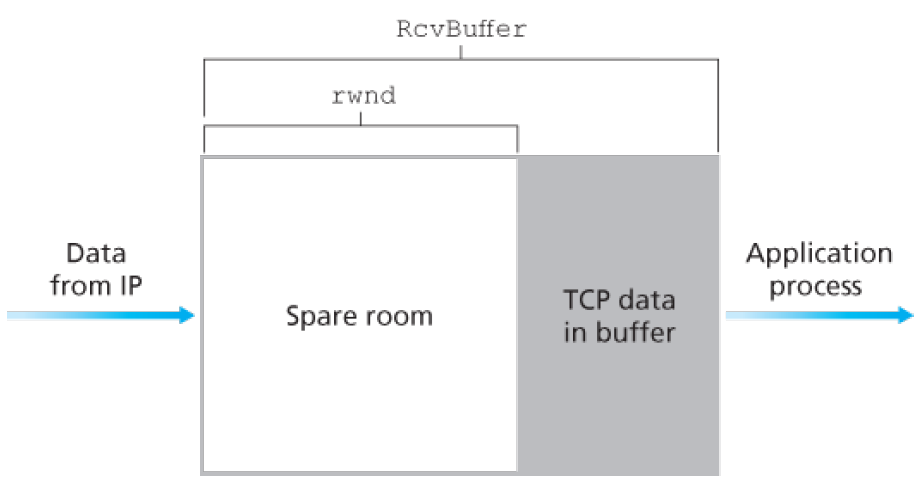 RcvBuffer
rwnd
Data
from IP
Spare room
TCP data
in buffer
Application
process